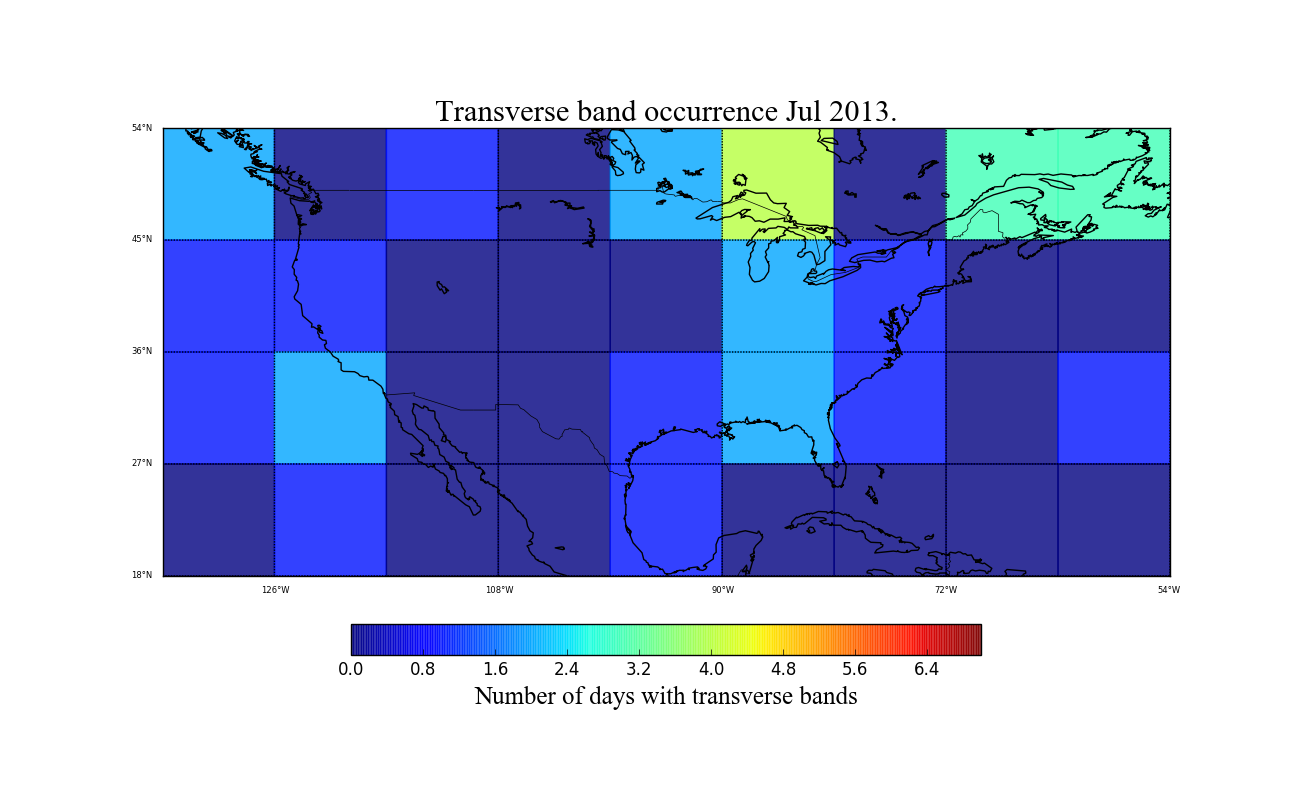 Transverse band occurrence Jul 2013.
54°N
45°N
36°N
27°N
18°N
126°W 108°W 90°W 72°W 54°W
0.0 0.8 1.6 2.4 3.2 4.0 4.8 5.6 6.4
Number of days with transverse bands